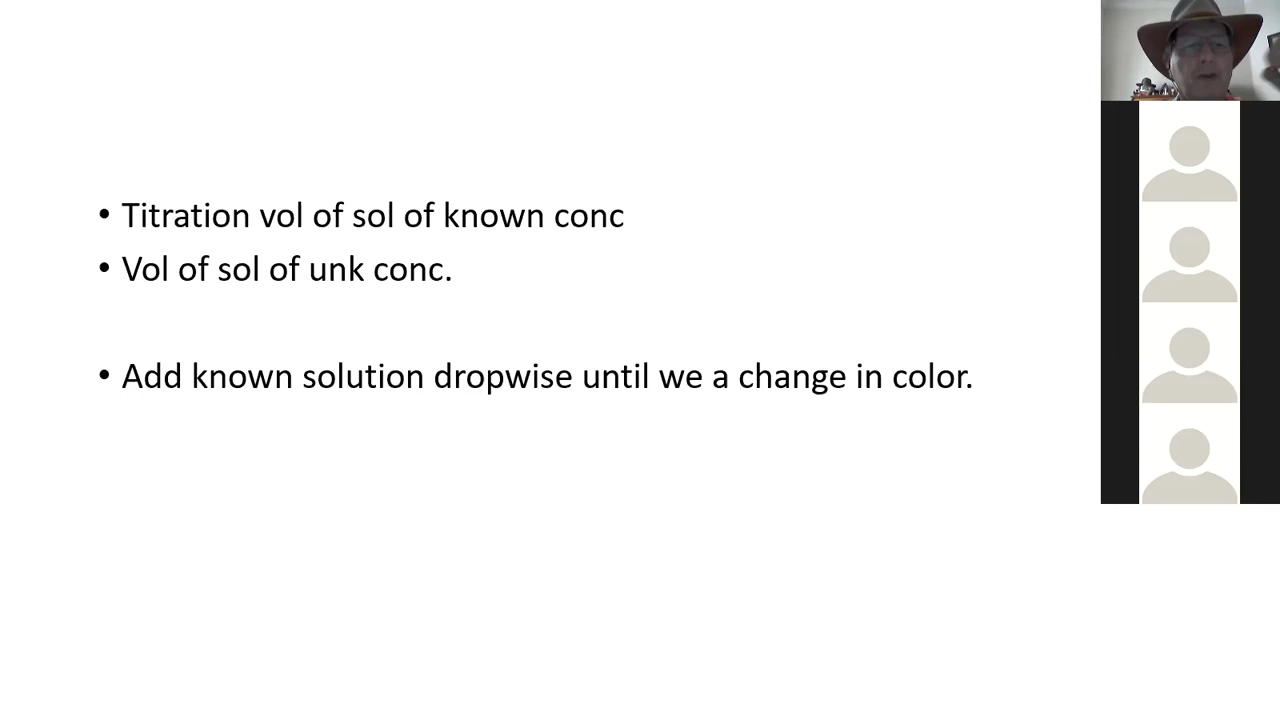 • Titration vol of sol of known conc
• Vol of sol of unk conc.
• Add known solution dropwise until we a change in color.